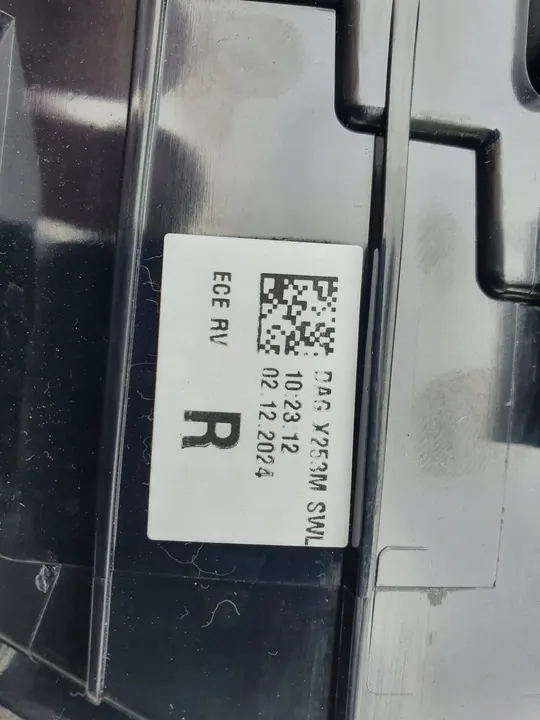 DAG X253M SWL
10:23:12
02.12.2024
ECE RV
R